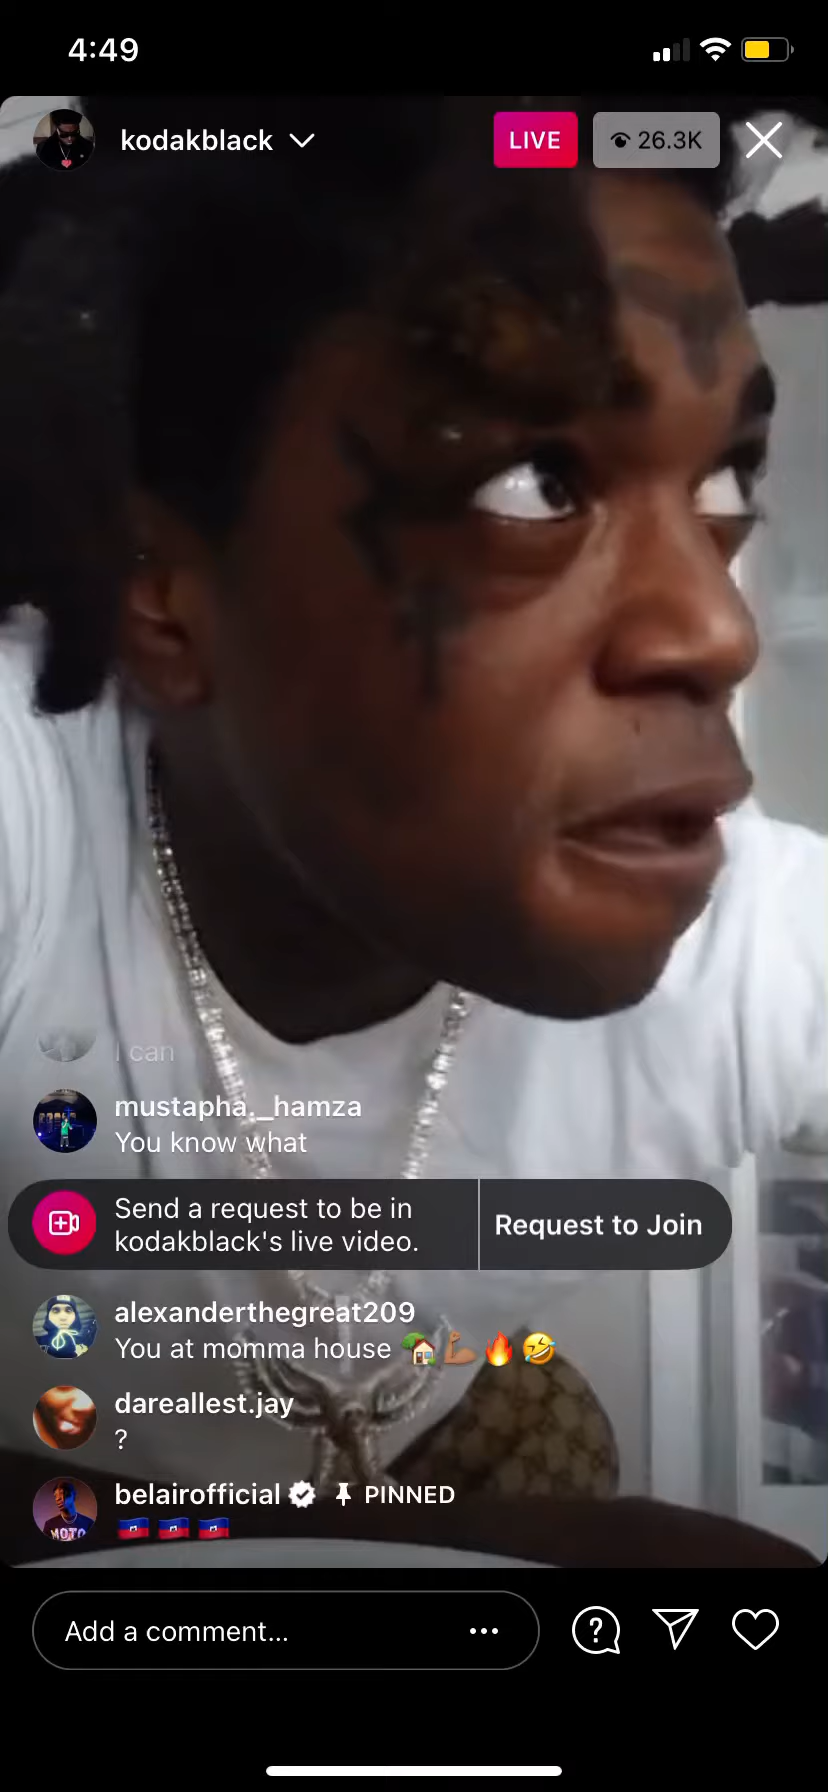 4:49
kodakblack
LIVE
26.3K
I can
mustapha._hamza
You know what
Send a request to be in
kodakblack's live video.
Request to Join
alexanderthegreat209
You at momma house 🏡💪🏾🔥🤣
dareallest.jay
?
belairofficial PINNED
🇭🇹 🇭🇹 🇭🇹
MOTO
Add a comment...